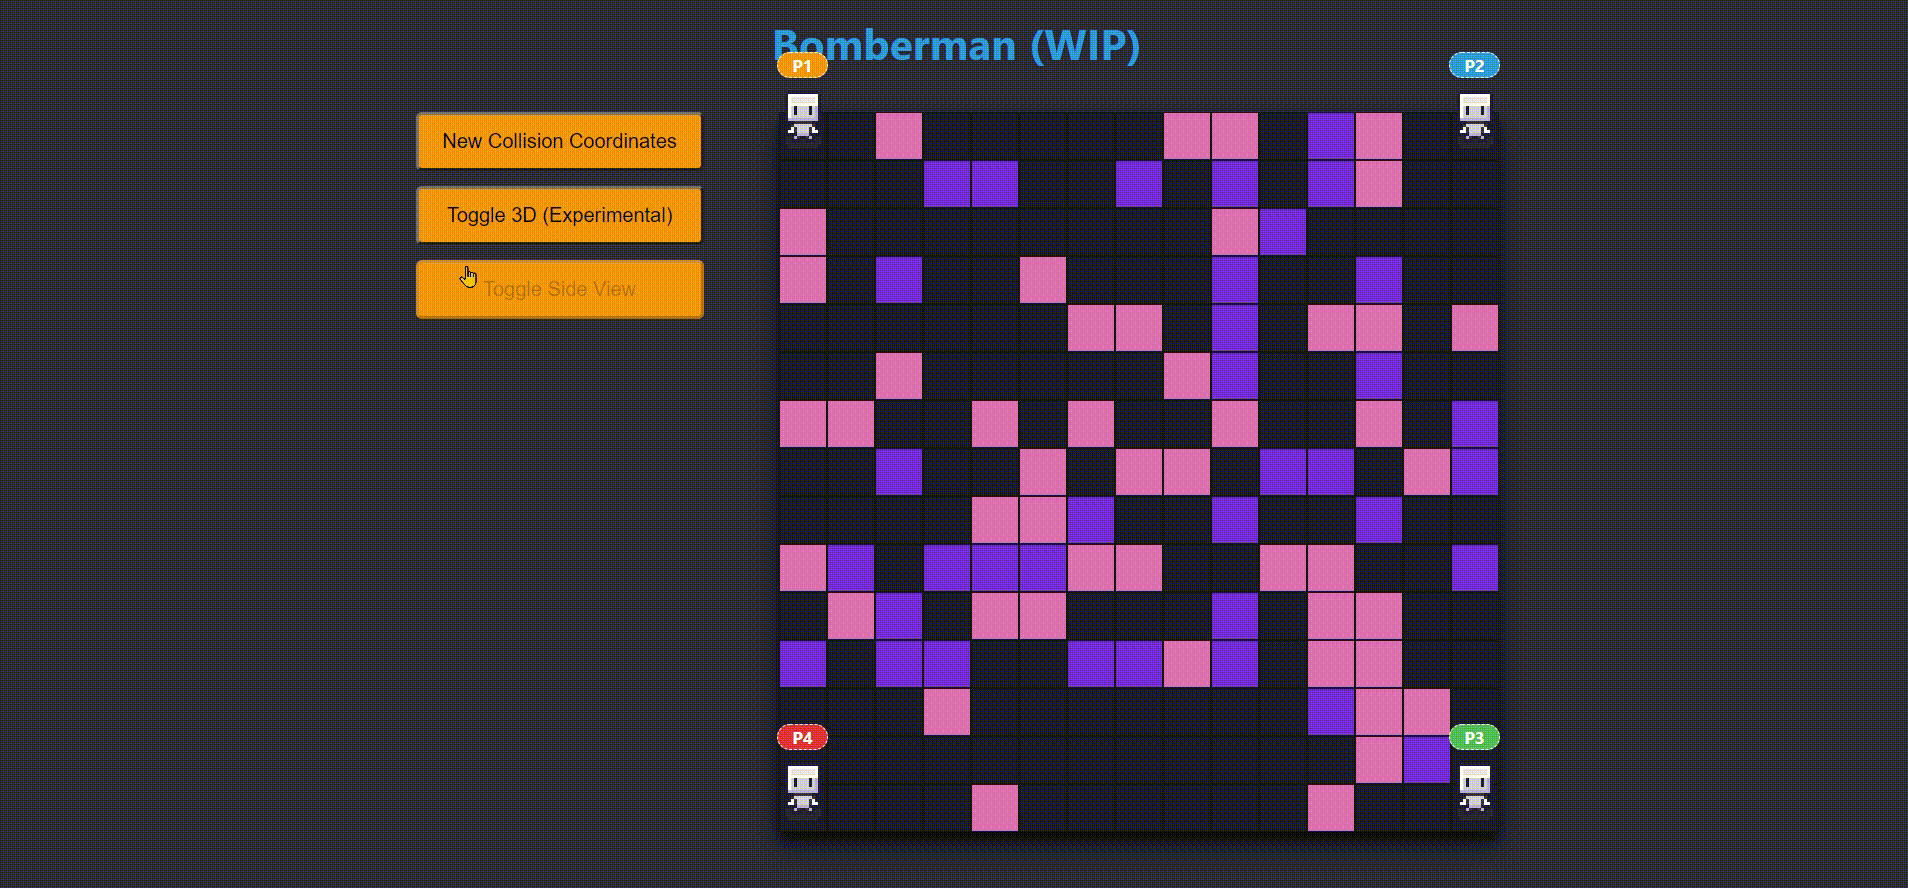 Bomberman (WIP)
P1
P2
New Collision Coordinates
Toggle 3D (Experimental)
Toggle Side View
P4
P3